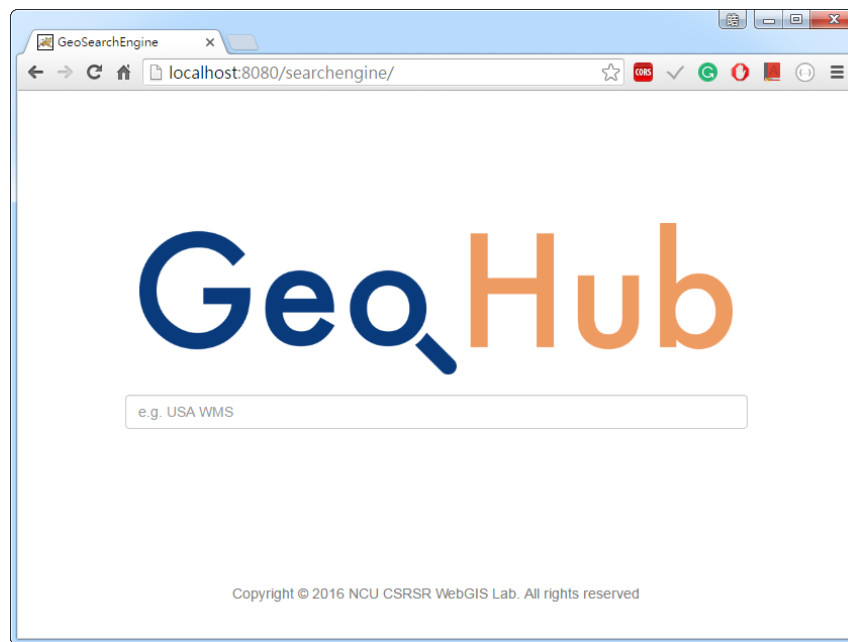 GeoSearchEngine
localhost:8080/searchengine/
CORS
GeoHub
e.g. USA WMS
Copyright © 2016 NCU CSRSR WebGIS Lab. All rights reserved